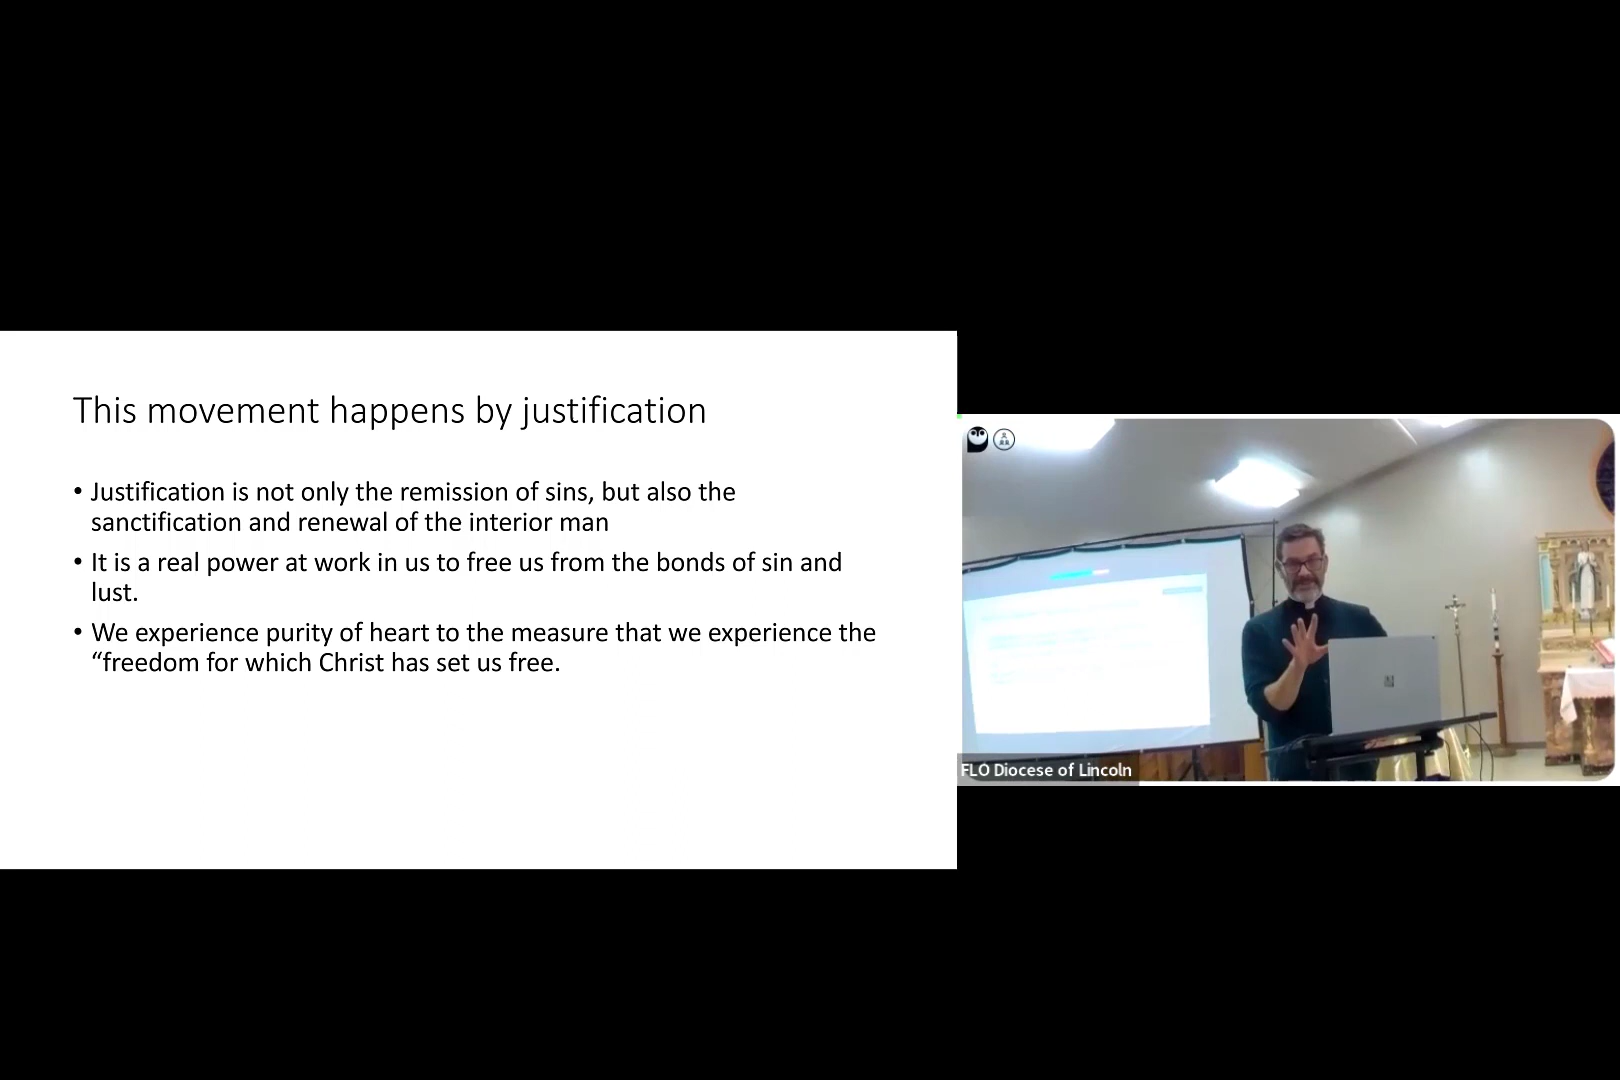 This movement happens by justification
• Justification is not only the remission of sins, but also the
sanctification and renewal of the interior man
• It is a real power at work in us to free us from the bonds of sin and
lust.
• We experience purity of heart to the measure that we experience the
“freedom for which Christ has set us free.
FLO Diocese of Lincoln